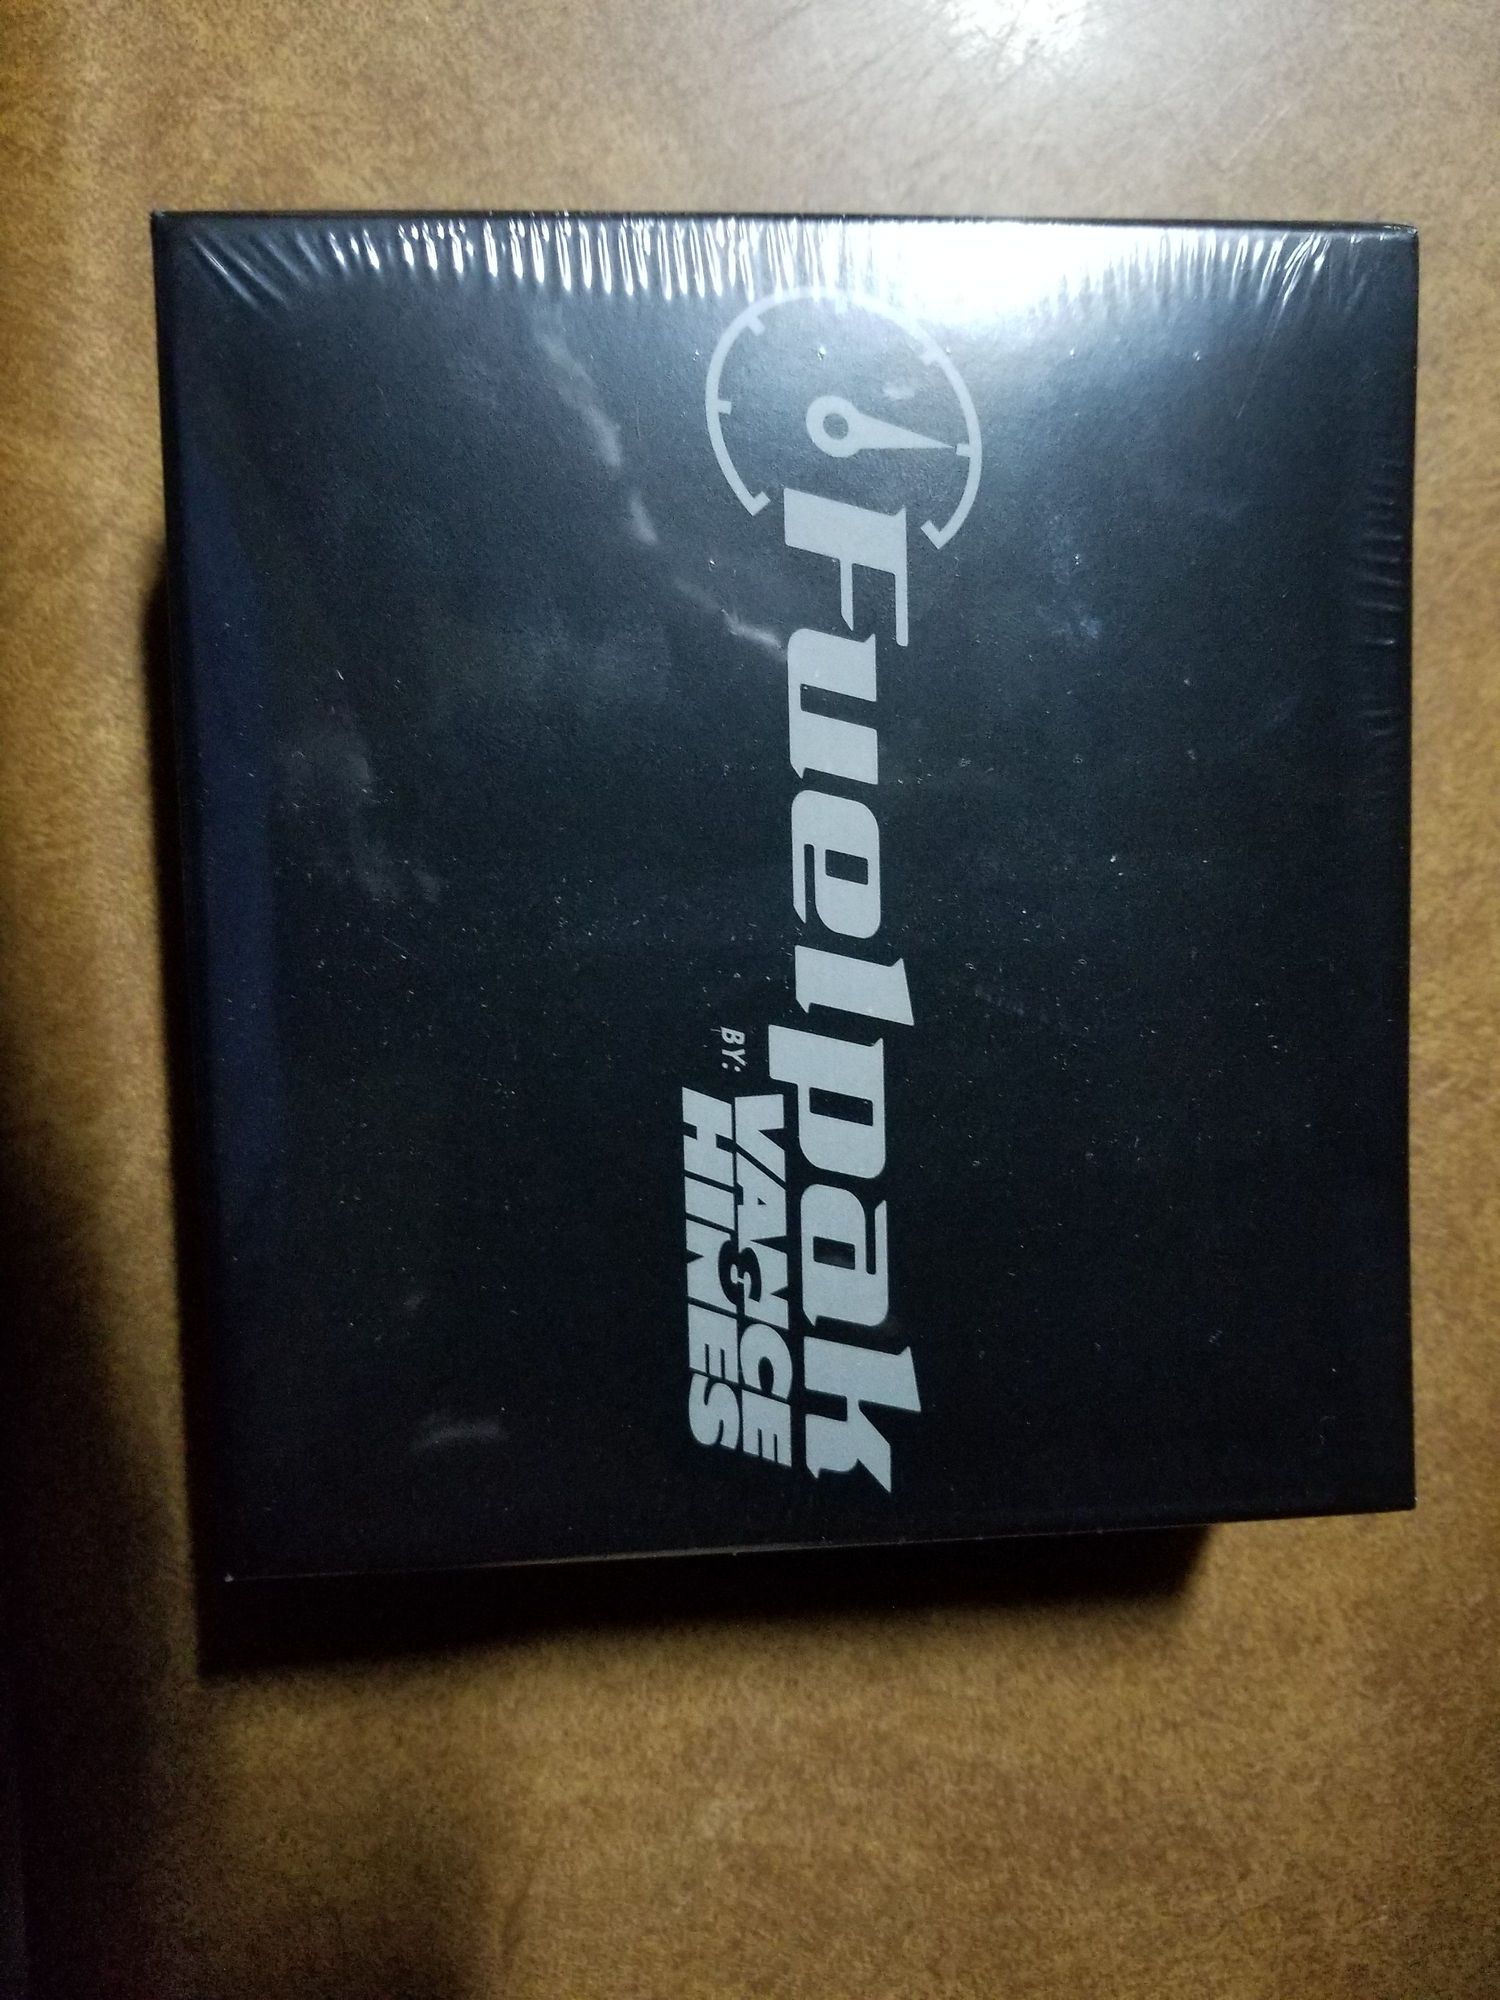 Fuelpak
BY: VANCE
& HINES